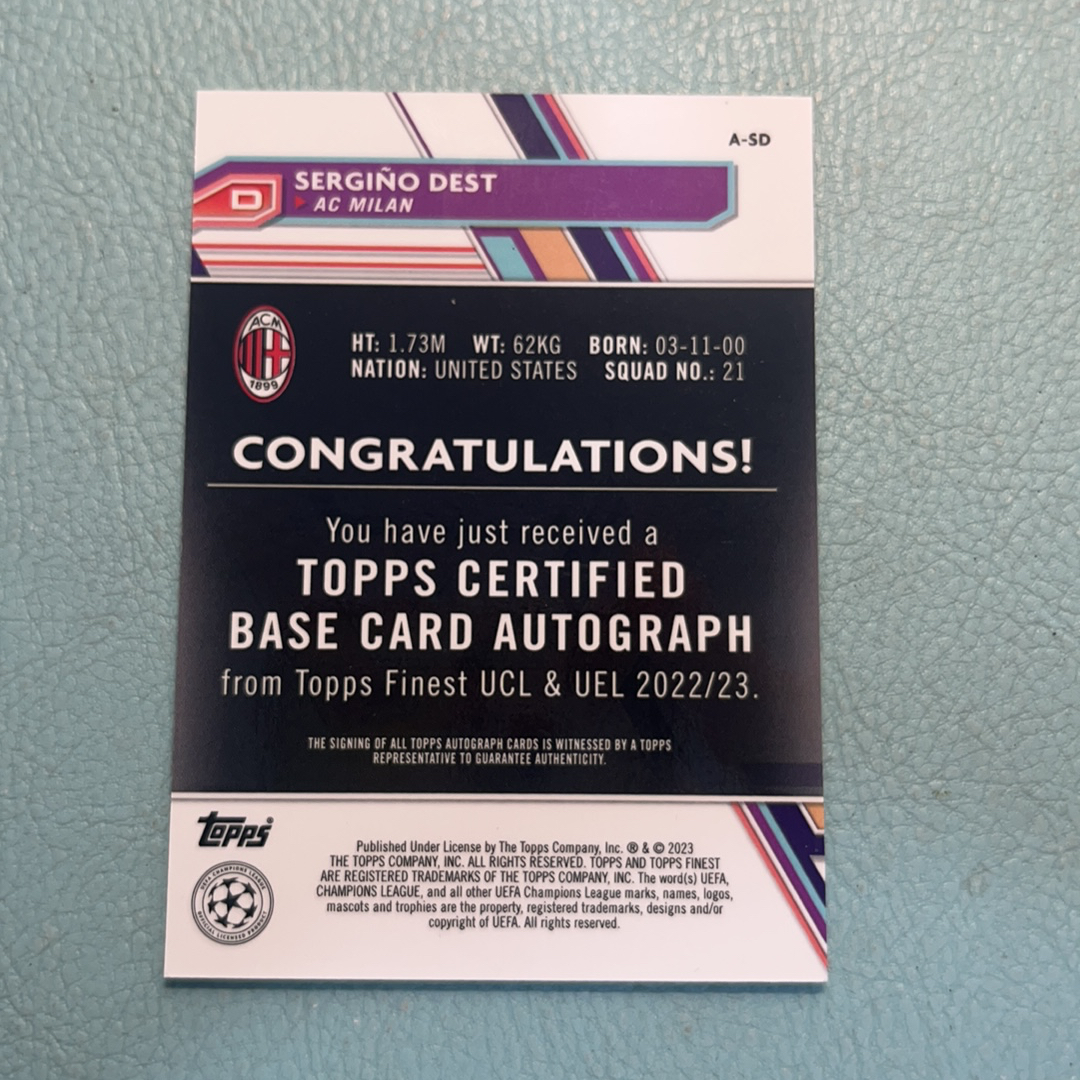 A-SD
D
SERGIÑO DEST
AC MILAN
ACM
1899
HT: 1.73M WT: 62KG BORN: 03-11-00
NATION: UNITED STATES SQUAD NO.: 21
CONGRATULATIONS!
You have just received a
TOPPS CERTIFIED
BASE CARD AUTOGRAPH
from Topps Finest UCL & UEL 2022/23.
THE SIGNING OF ALL TOPPS AUTOGRAPH CARDS IS WITNESSED BY A TOPPS
REPRESENTATIVE TO GUARANTEE AUTHENTICITY.
Topps
UEFA CHAMPIONS LEAGUE
OFFICIAL LICENSED PRODUCT
Published Under License by The Topps Company, Inc. ® & © 2023
THE TOPPS COMPANY, INC. ALL RIGHTS RESERVED. TOPPS AND TOPPS FINEST
ARE REGISTERED TRADEMARKS OF THE TOPPS COMPANY, INC. The word(s) UEFA,
CHAMPIONS LEAGUE, and all other UEFA Champions League marks, names, logos,
mascots and trophies are the property, registered trademarks, designs and/or
copyright of UEFA. All rights reserved.